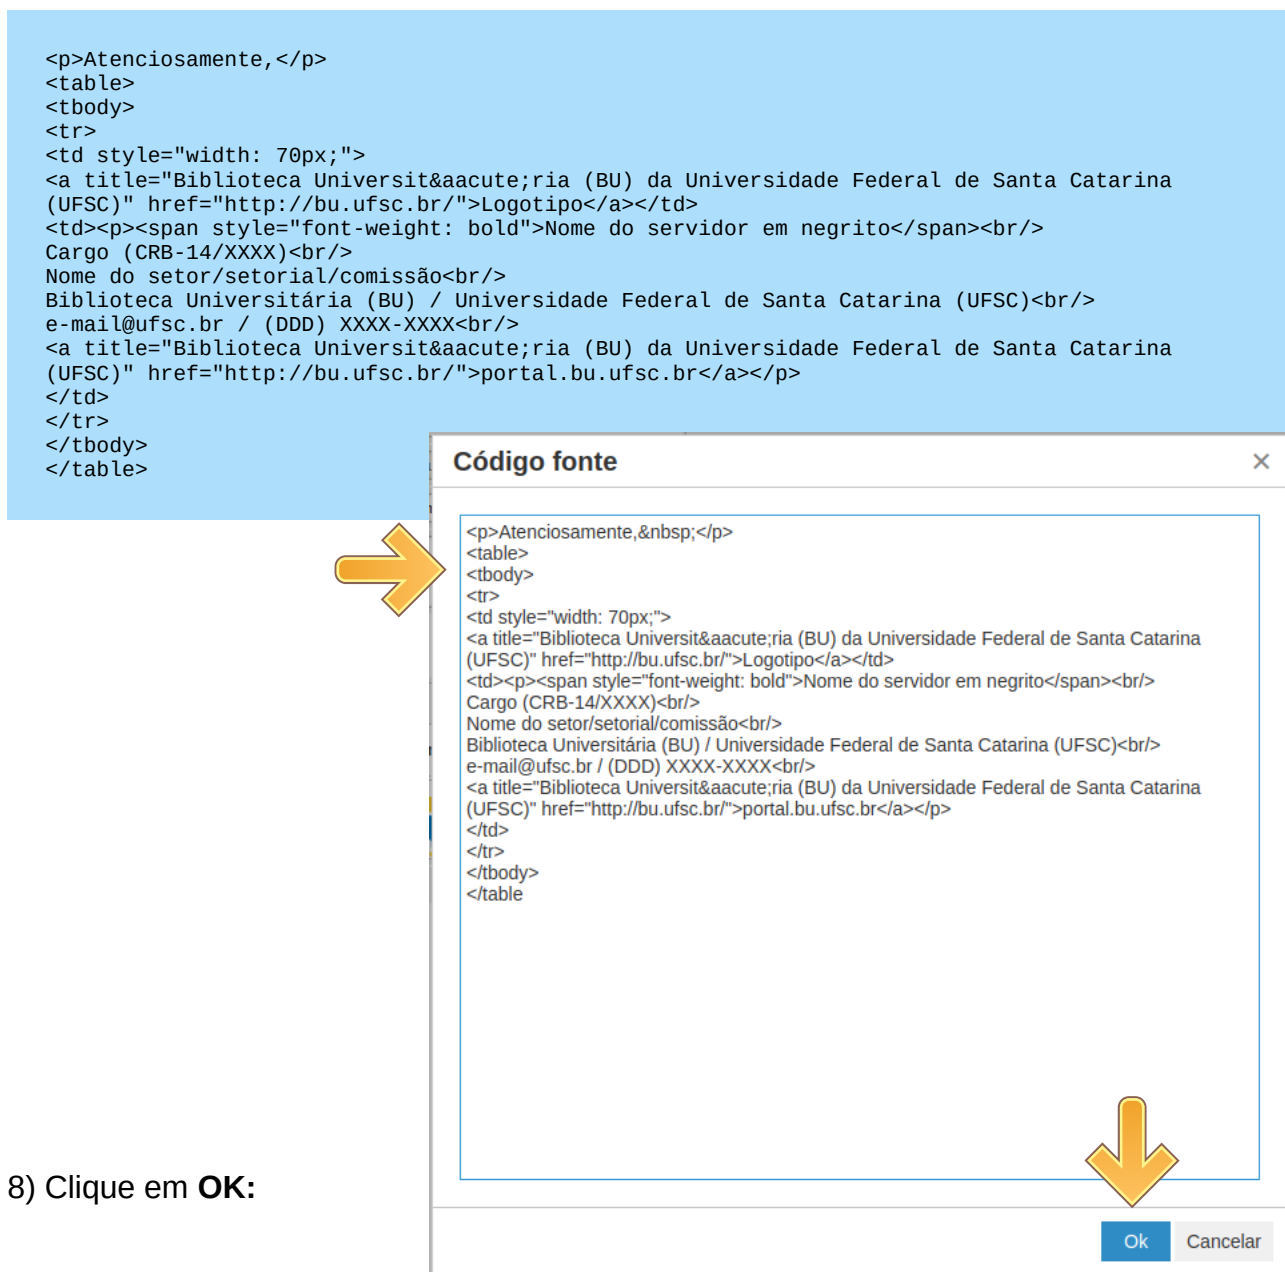 <p>Atenciosamente,</p>
<table>
<tbody>
<tr>
<td style="width: 70px;">
<a title="Biblioteca Universit&aacute;ria (BU) da Universidade Federal de Santa Catarina
(UFSC)" href="http://bu.ufsc.br/">Logotipo</a></td>
<td><p><span style="font-weight: bold">Nome do servidor em negrito</span><br/>
Cargo (CRB-14/XXXX)<br/>
Nome do setor/setorial/comissão<br/>
Biblioteca Universitária (BU) / Universidade Federal de Santa Catarina (UFSC)<br/>
e-mail@ufsc.br / (DDD) XXXX-XXXX<br/>
<a title="Biblioteca Universit&aacute;ria (BU) da Universidade Federal de Santa Catarina
(UFSC)" href="http://bu.ufsc.br/">portal.bu.ufsc.br</a></p>
</td>
</tr>
</tbody>
</table>
Código fonte
×
<p>Atenciosamente,&nbsp;</p>
<table>
<tbody>
<tr>
<td style="width: 70px;">
<a title="Biblioteca Universit&aacute;ria (BU) da Universidade Federal de Santa Catarina
(UFSC)" href="http://bu.ufsc.br/">Logotipo</a></td>
<td><p><span style="font-weight: bold">Nome do servidor em negrito</span><br/>
Cargo (CRB-14/XXXX)<br/>
Nome do setor/setorial/comissão<br/>
Biblioteca Universitária (BU) / Universidade Federal de Santa Catarina (UFSC)<br/>
e-mail@ufsc.br / (DDD) XXXX-XXXX<br/>
<a title="Biblioteca Universit&aacute;ria (BU) da Universidade Federal de Santa Catarina
(UFSC)" href="http://bu.ufsc.br/">portal.bu.ufsc.br</a></p>
</td>
</tr>
</tbody>
</table
8) Clique em OK:
Ok Cancelar